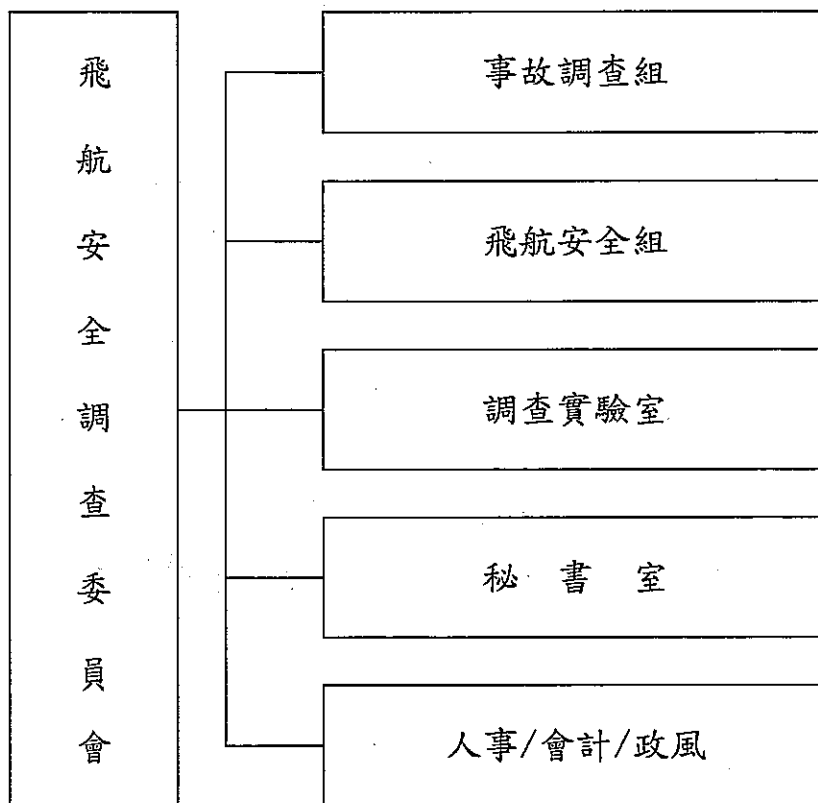 飛航安全調查委員會
事故調查組
飛航安全組
調查實驗室
秘書室
人事/會計/政風